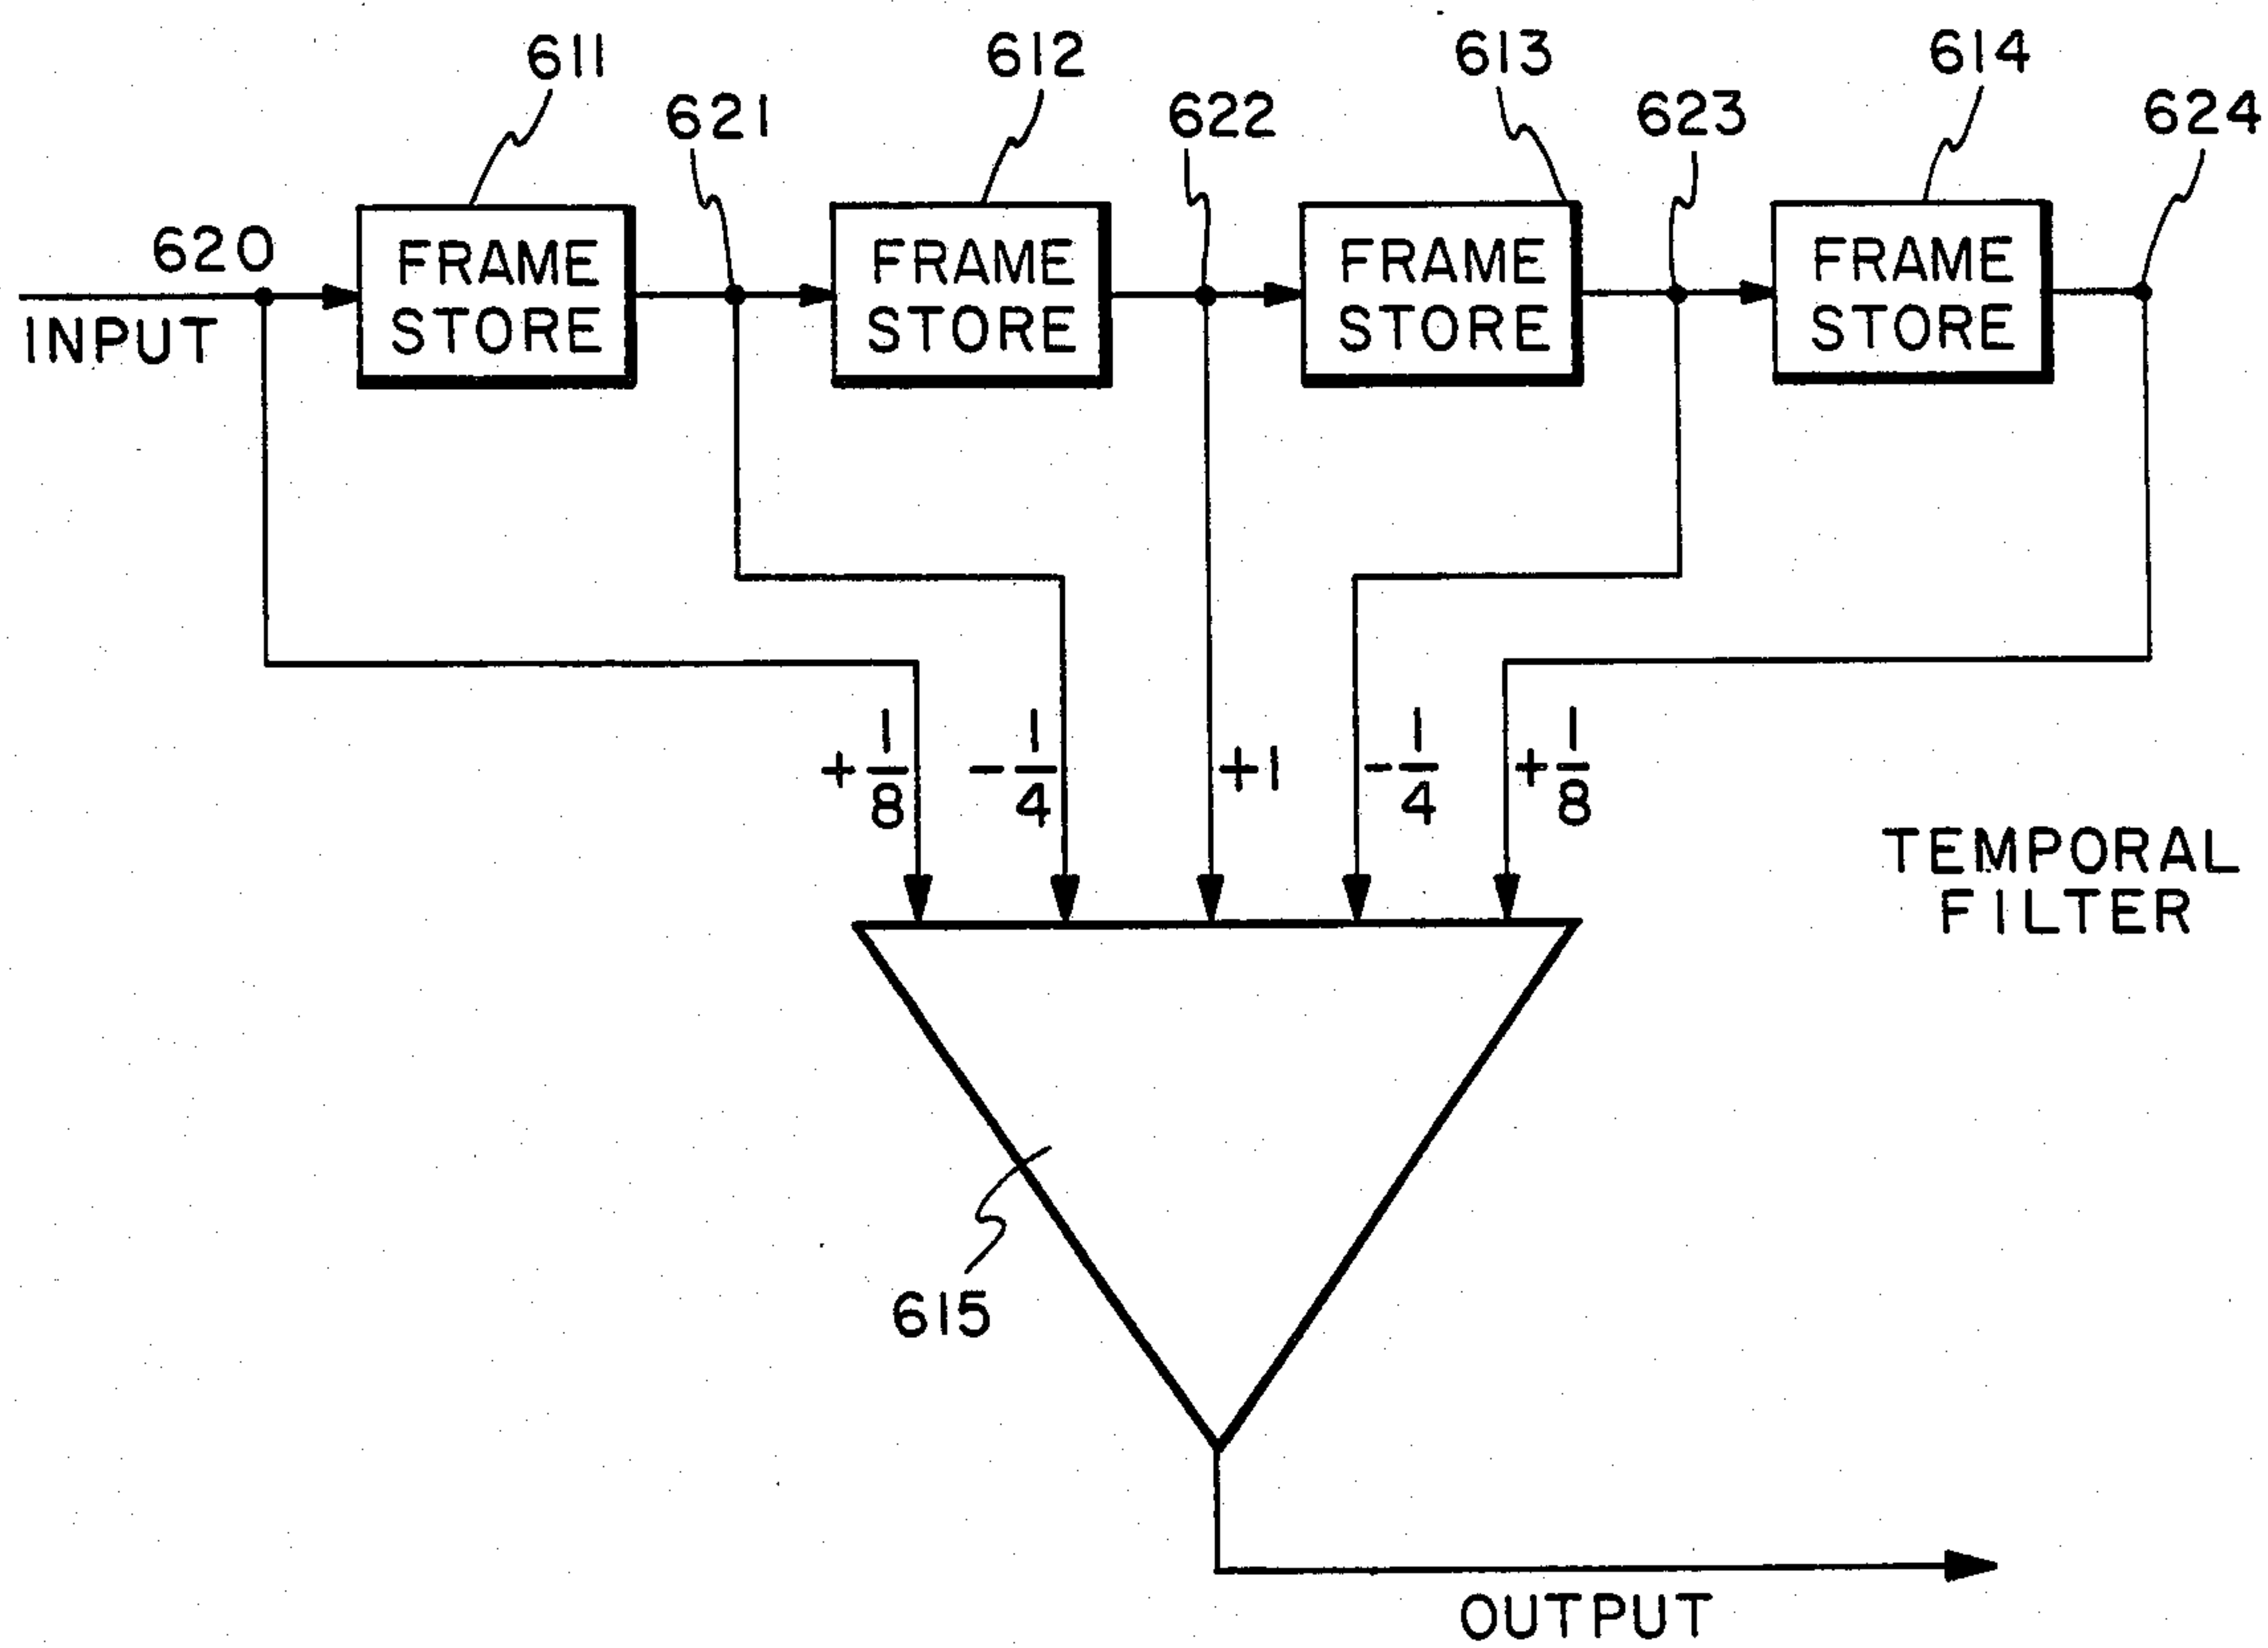 611
612
613
614
621
622
623
624
620
INPUT
FRAME
STORE
FRAME
STORE
FRAME
STORE
FRAME
STORE
+1/8
-1/4
+1
-1/4
+1/8
TEMPORAL
FILTER
615
OUTPUT